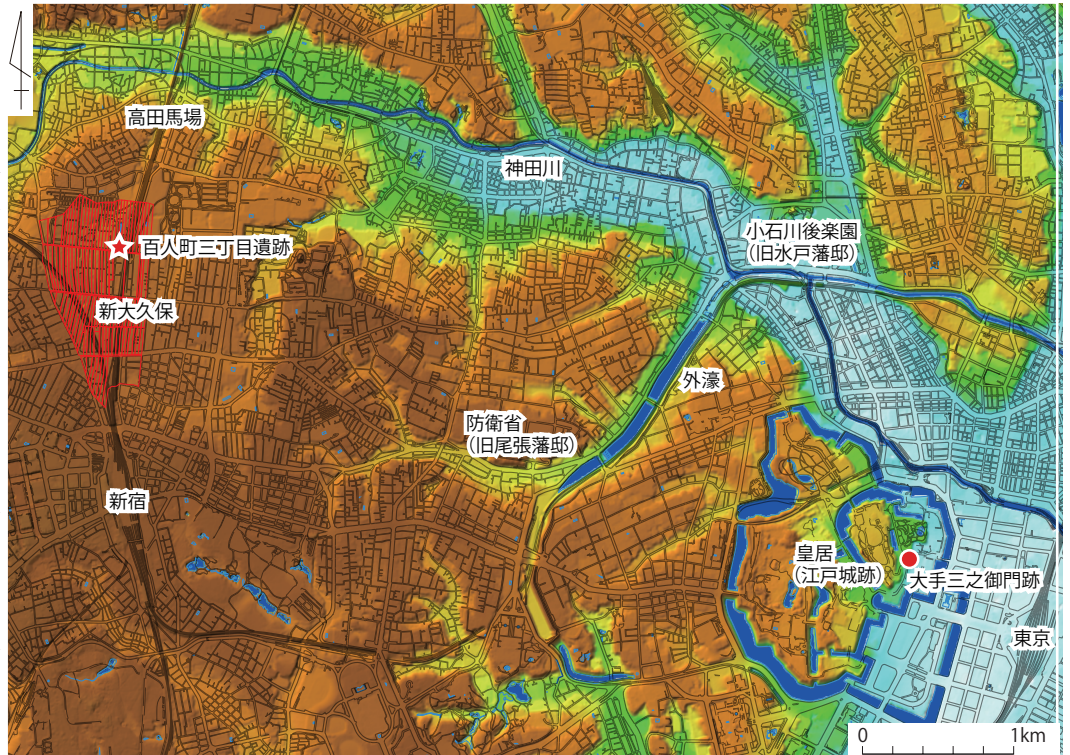 高田馬場
神田川
小石川後楽園
（旧水戸藩邸）
百人町三丁目遺跡
新大久保
外濠
防衛省
（旧尾張藩邸）
新宿
皇居
（江戸城跡）
大手三之御門跡
東京
0 1km